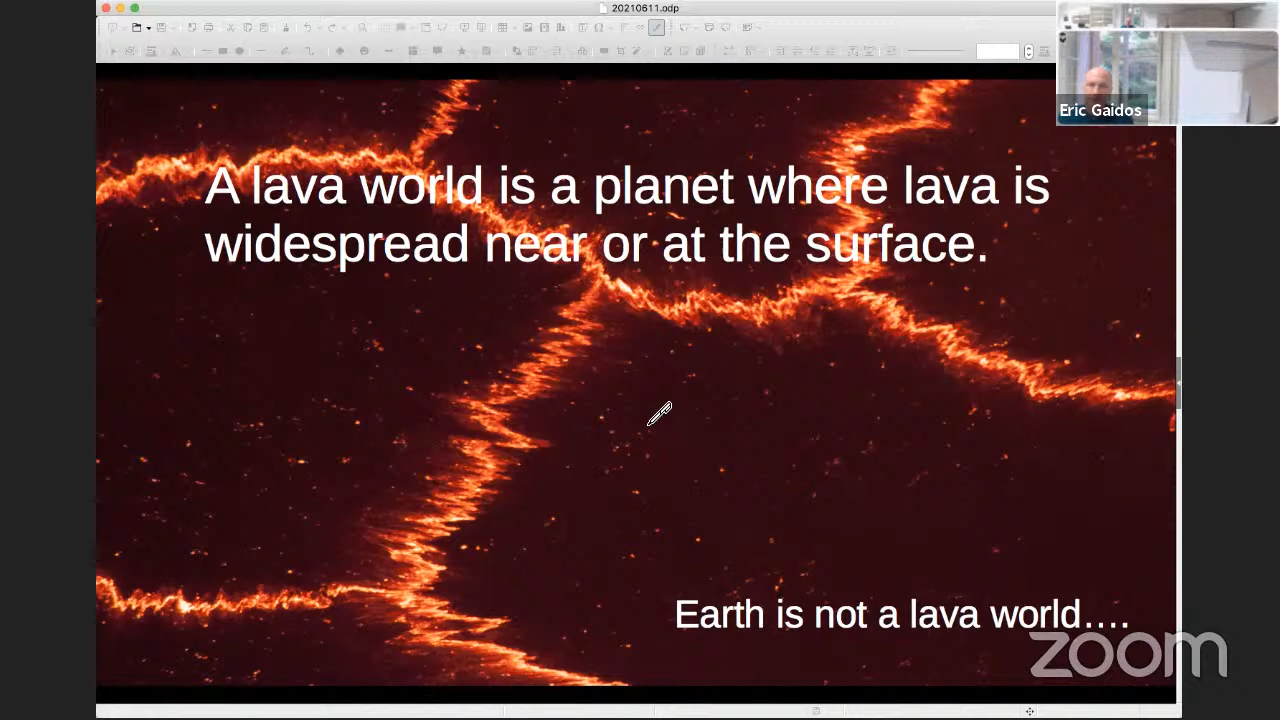 20210611.odp
Eric Gaidos
A lava world is a planet where lava is
widespread near or at the surface.
Earth is not a lava world....
zoom